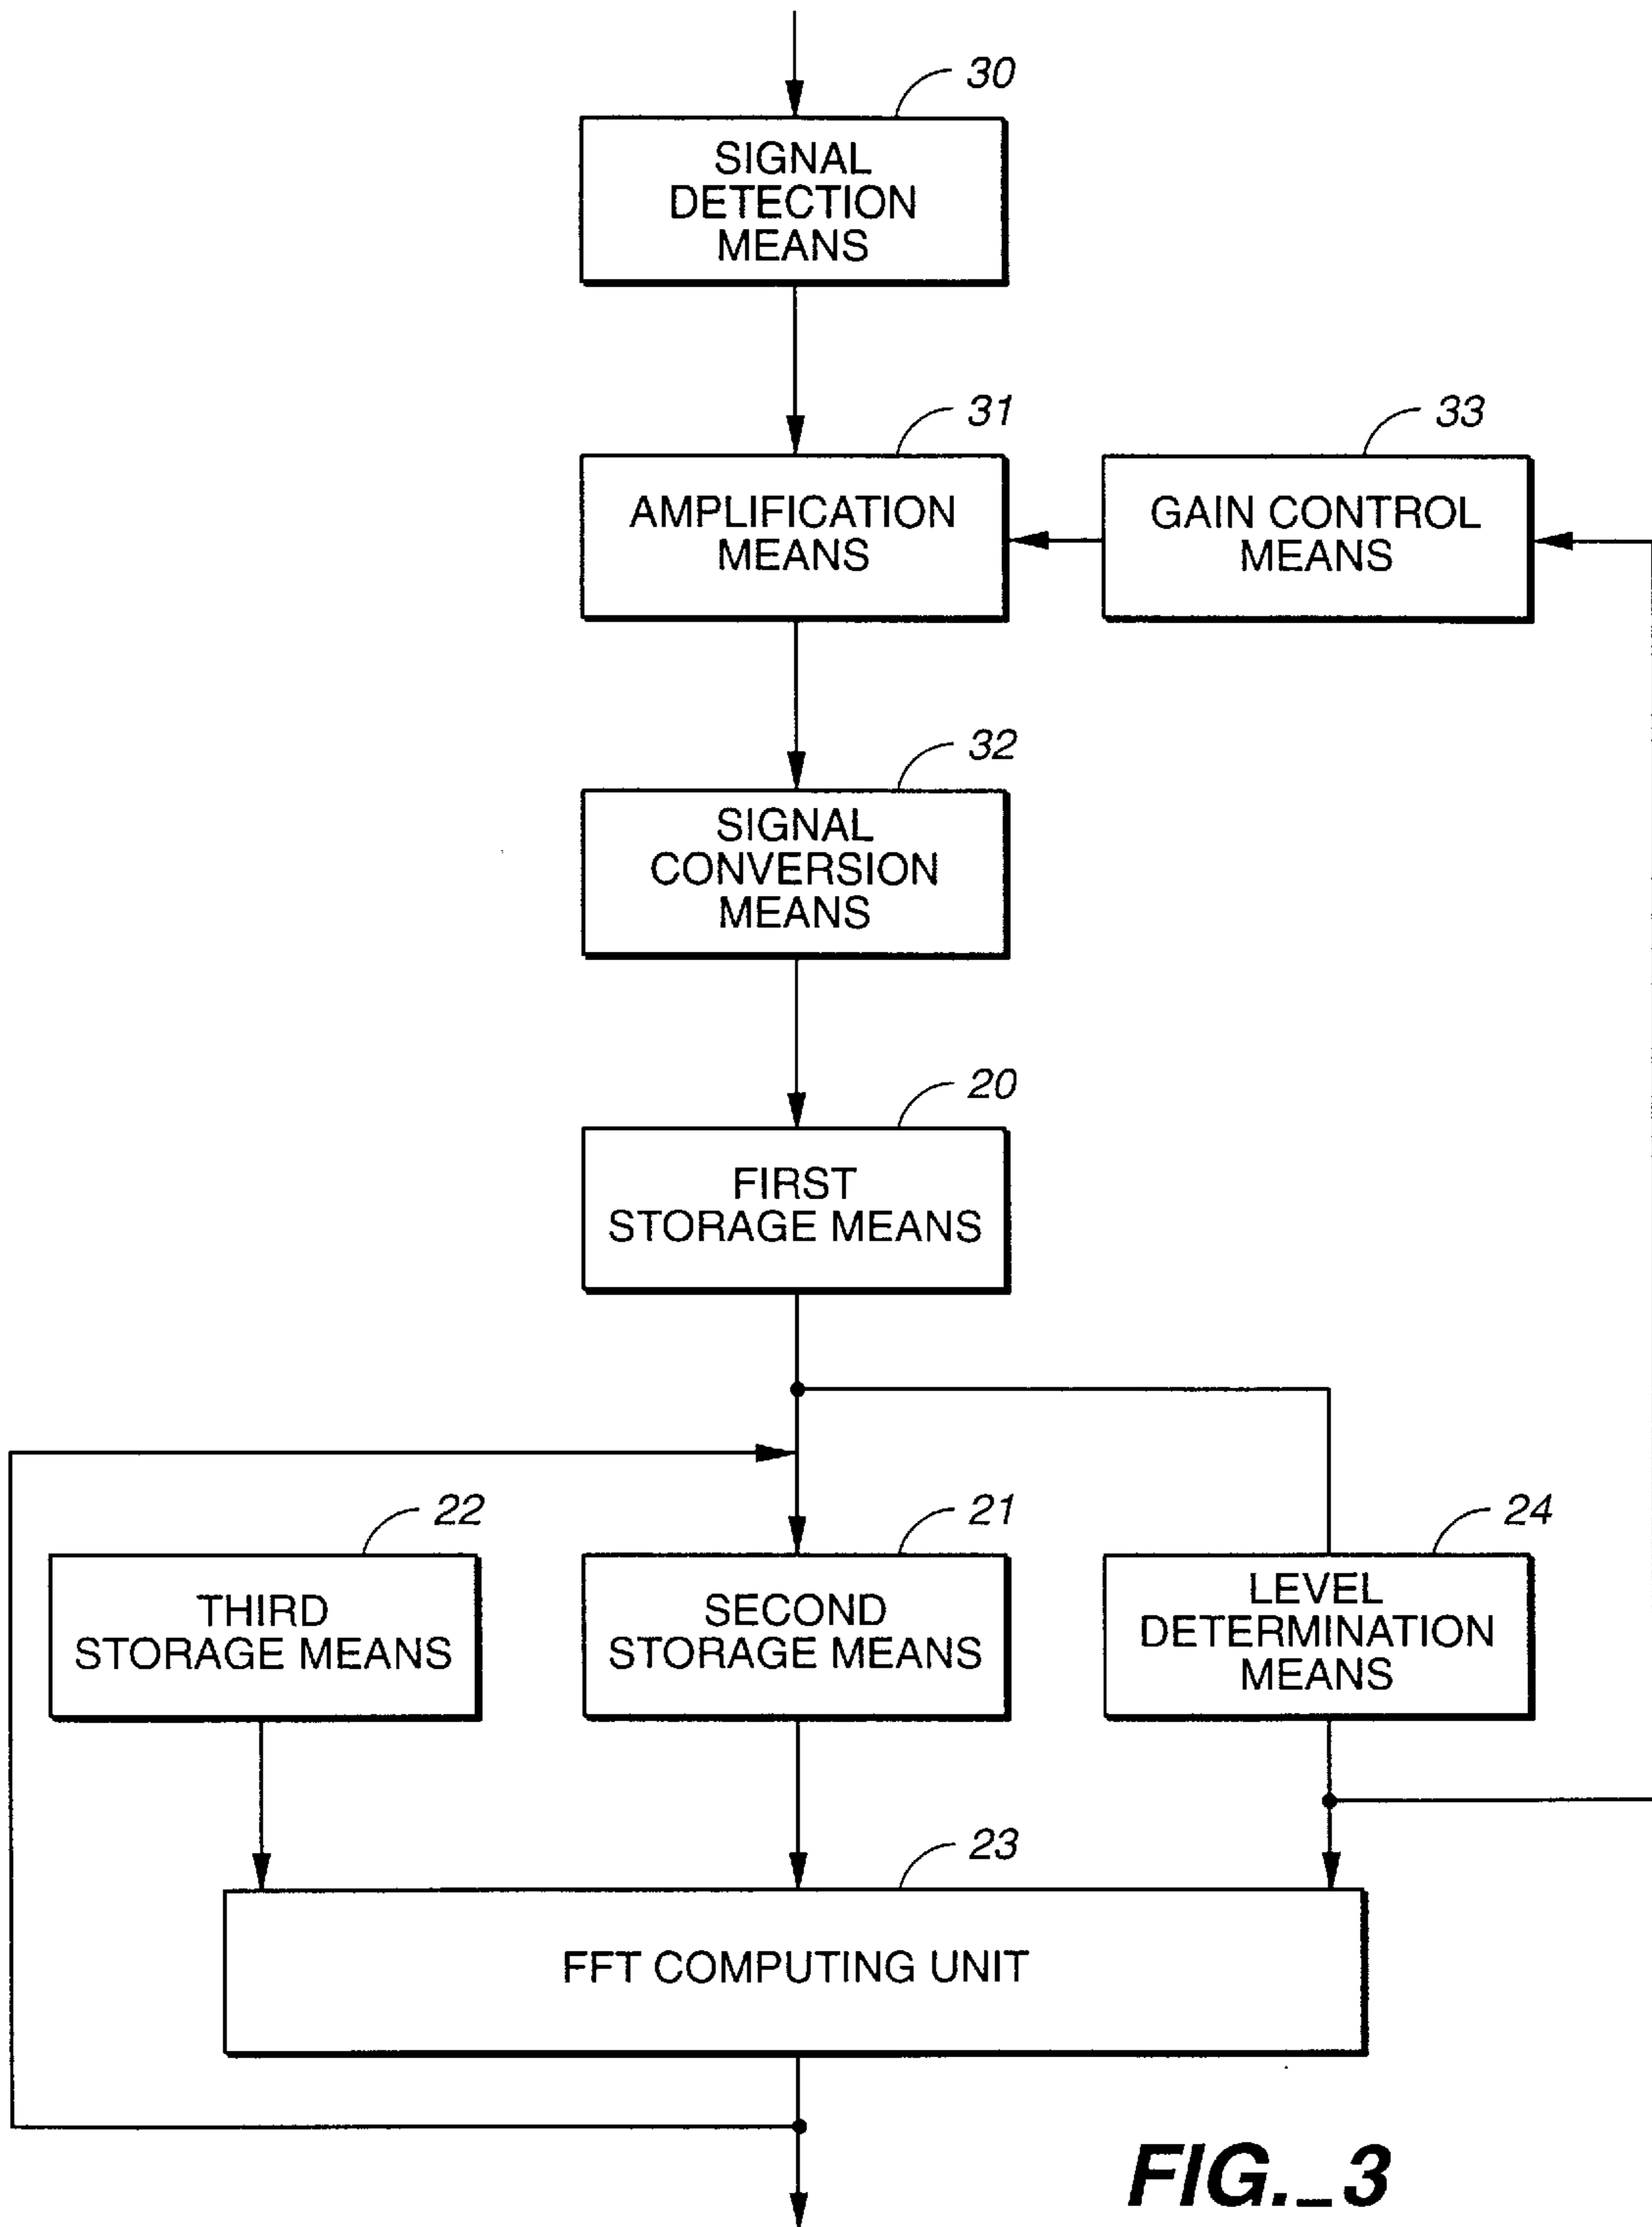 30
SIGNAL
DETECTION
MEANS
31
AMPLIFICATION
MEANS
33
GAIN CONTROL
MEANS
32
SIGNAL
CONVERSION
MEANS
20
FIRST
STORAGE MEANS
22
THIRD
STORAGE MEANS
21
SECOND
STORAGE MEANS
24
LEVEL
DETERMINATION
MEANS
23
FFT COMPUTING UNIT
FIG._3